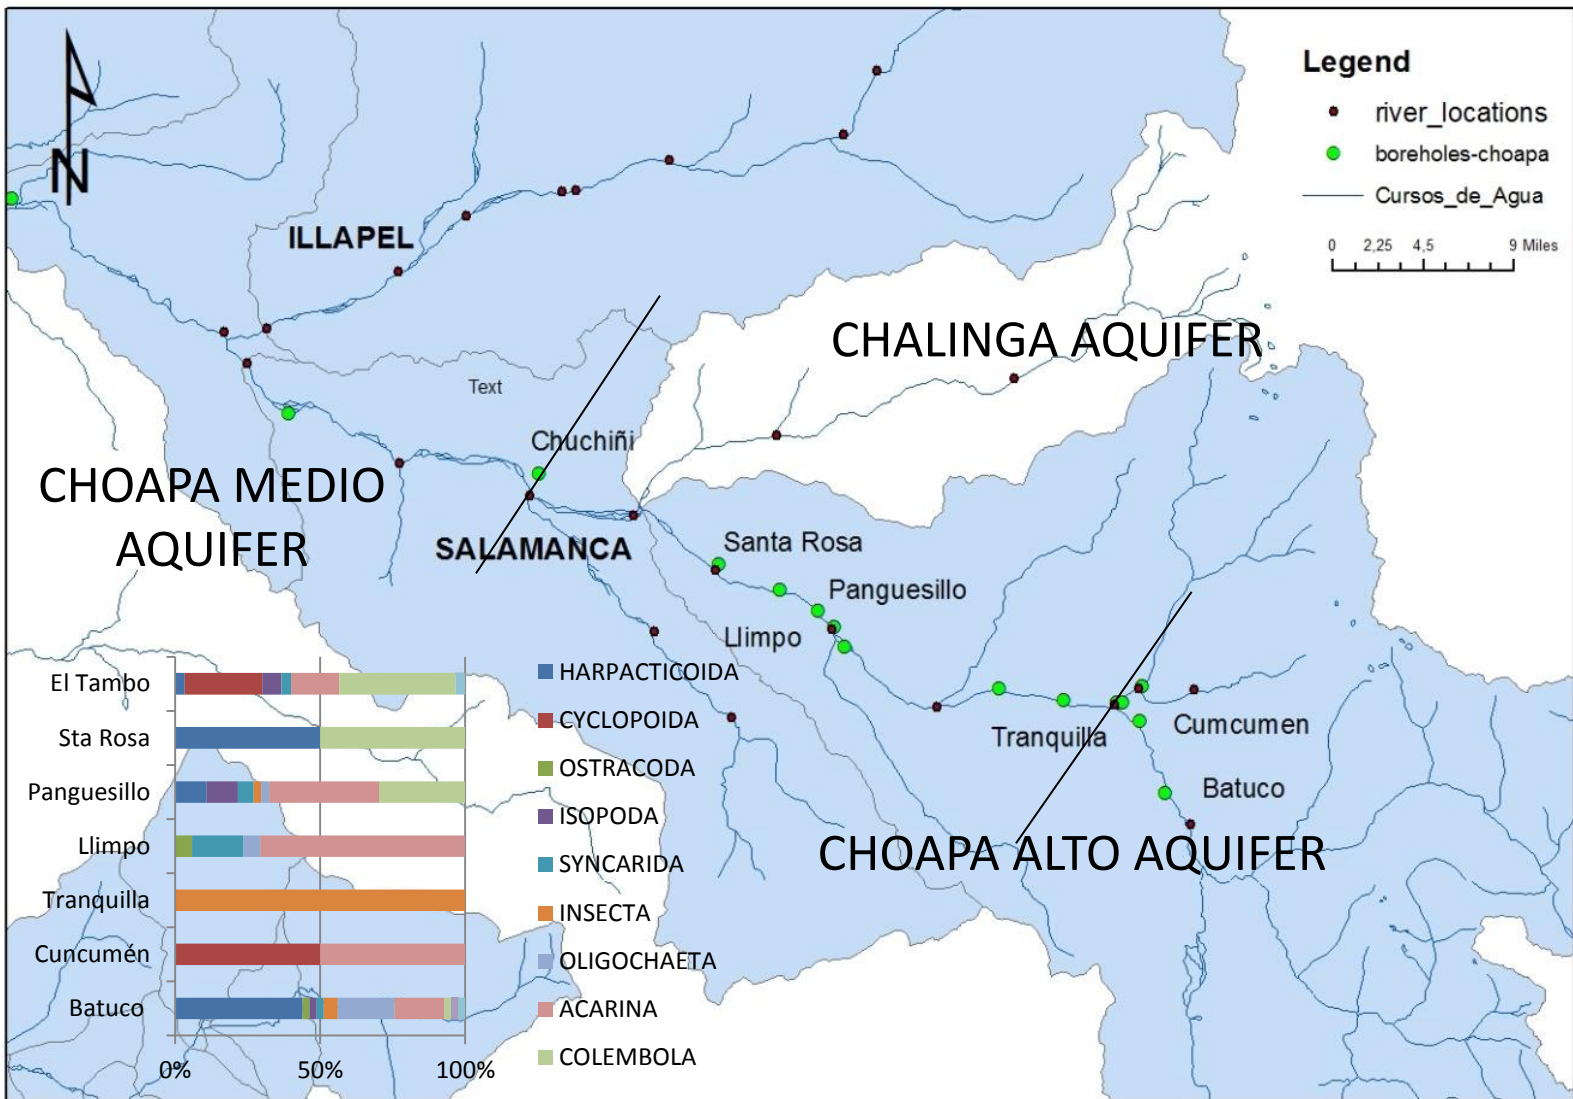 N
Legend
river_locations
boreholes-choapa
Cursos_de_Agua
0 2,25 4,5 9 Miles
ILLAPEL
CHALINGA AQUIFER
Text
Chuchiñi
CHOAPA MEDIO
AQUIFER
SALAMANCA
Santa Rosa
Panguesillo
Llimpo
Tranquilla
Cumcumen
Batuco
CHOAPA ALTO AQUIFER
El Tambo
Sta Rosa
Panguesillo
Llimpo
Tranquilla
Cuncumén
Batuco
0% 50% 100%
HARPACTICOIDA
CYCLOPOIDA
OSTRACODA
ISOPODA
SYNCARIDA
INSECTA
OLIGOCHAETA
ACARINA
COLEMBOLA